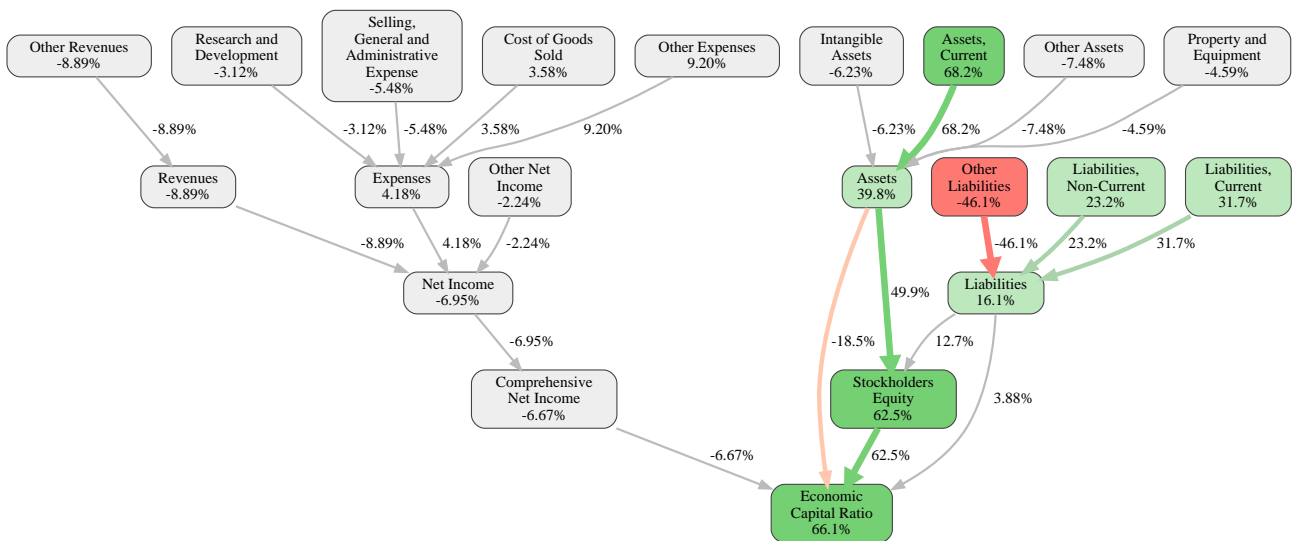 Other Revenues
-8.89%
Research and
Development
-3.12%
Selling,
General and
Administrative
Expense
-5.48%
Cost of Goods
Sold
3.58%
Other Expenses
9.20%
Intangible
Assets
-6.23%
Assets,
Current
68.2%
Other Assets
-7.48%
Property and
Equipment
-4.59%
-8.89%
-3.12%
-5.48%
3.58%
9.20%
-6.23%
68.2%
-7.48%
-4.59%
Revenues
-8.89%
Expenses
4.18%
Other Net
Income
-2.24%
Assets
39.8%
Other
Liabilities
-46.1%
Liabilities,
Non-Current
23.2%
Liabilities,
Current
31.7%
-8.89%
4.18%
-2.24%
-46.1%
23.2%
31.7%
Net Income
-6.95%
49.9%
Liabilities
16.1%
-6.95%
-18.5%
12.7%
Comprehensive
Net Income
-6.67%
Stockholders
Equity
62.5%
3.88%
-6.67%
62.5%
Economic
Capital Ratio
66.1%